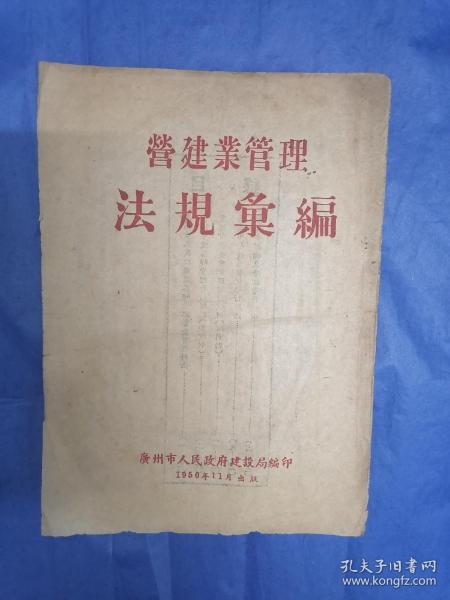 營建業管理
法規彙編
廣州市人民政府建設局編印
1950年11月出版
孔夫子旧书网
www.kongfz.com